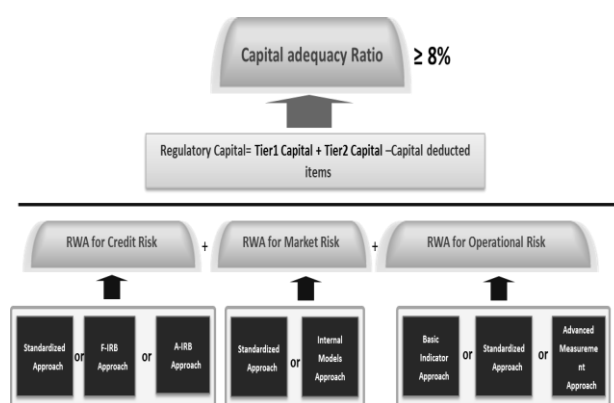 Capital adequacy Ratio ≥ 8%
Regulatory Capital= Tier1 Capital + Tier2 Capital –Capital deducted
items
RWA for Credit Risk + RWA for Market Risk + RWA for Operational Risk
Standardized
Approach
or
F-IRB
Approach
or
A-IRB
Approach
Standardized
Approach
or
Internal
Models
Approach
Basic
Indicator
Approach
or
Standardized
Approach
or
Advanced
Measureme
nt Approach